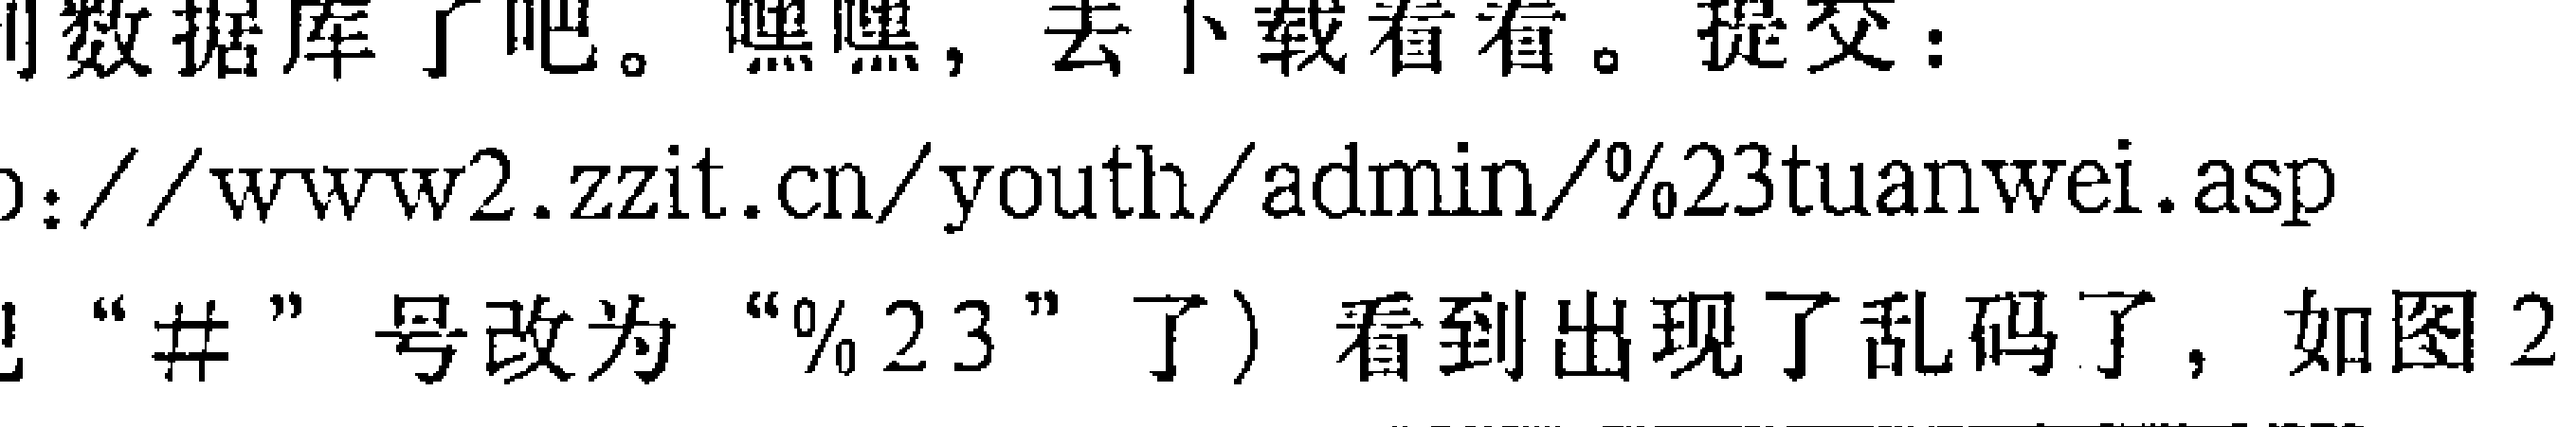 数据库了吧。嘿嘿，去下载看看。提交：
://www2.zzit.cn/youth/admin/%23tuanwei.asp
“#”号改为“%23”了）看到出现了乱码了，如图2